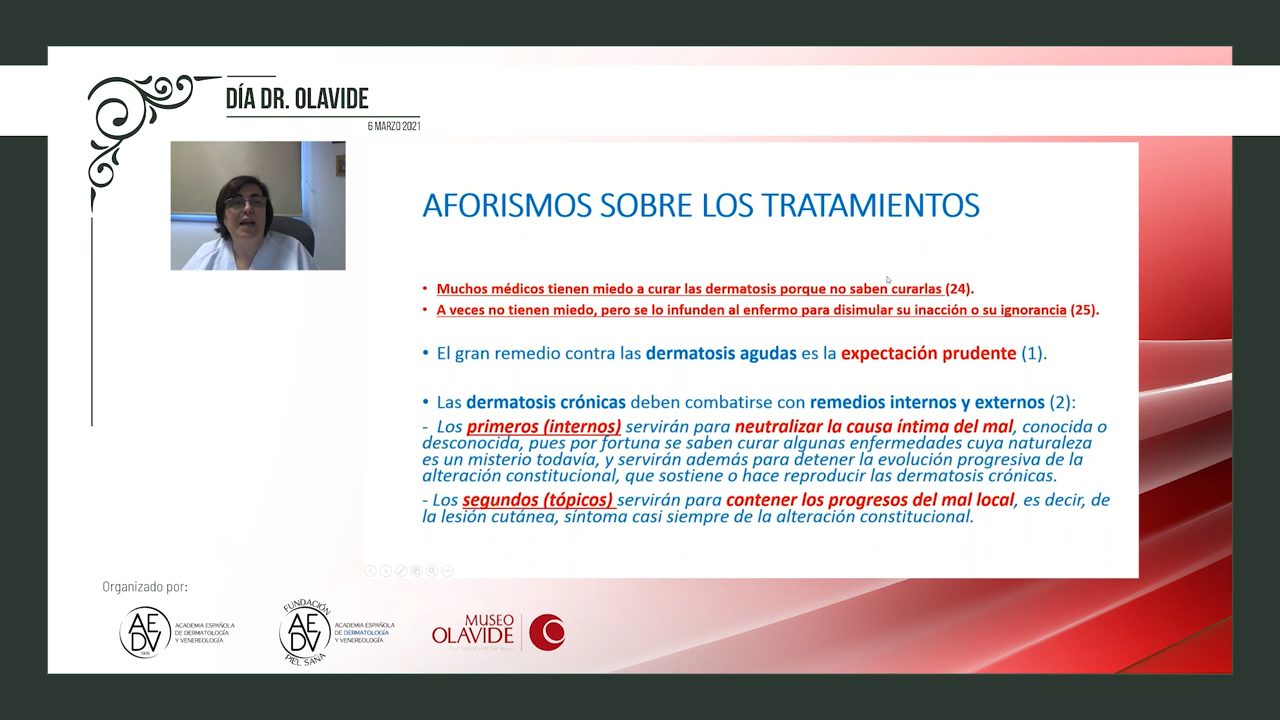 DÍA DR. OLAVIDE
6 MARZO 2021
AFORISMOS SOBRE LOS TRATAMIENTOS
• Muchos médicos tienen miedo a curar las dermatosis porque no saben curarlas (24).
• A veces no tienen miedo, pero se lo infunden al enfermo para disimular su inacción o su ignorancia (25).
• El gran remedio contra las dermatosis agudas es la expectación prudente (1).
• Las dermatosis crónicas deben combatirse con remedios internos y externos (2):
- Los primeros (internos) servirán para neutralizar la causa íntima del mal, conocida o
desconocida, pues por fortuna se saben curar algunas enfermedades cuya naturaleza
es un misterio todavía, y servirán además para detener la evolución progresiva de la
alteración constitucional, que sostiene o hace reproducir las dermatosis crónicas.
- Los segundos (tópicos) servirán para contener los progresos del mal local, es decir, de
la lesión cutánea, síntoma casi siempre de la alteración constitucional.
Organizado por:
AE
DV
1909
ACADEMIA ESPAÑOLA
DE DERMATOLOGÍA
Y VENEREOLOGÍA
FUNDACIÓN
AE
DV
PIEL SANA
ACADEMIA ESPAÑOLA
DE DERMATOLOGÍA
Y VENEREOLOGÍA
MUSEO
OLAVIDE